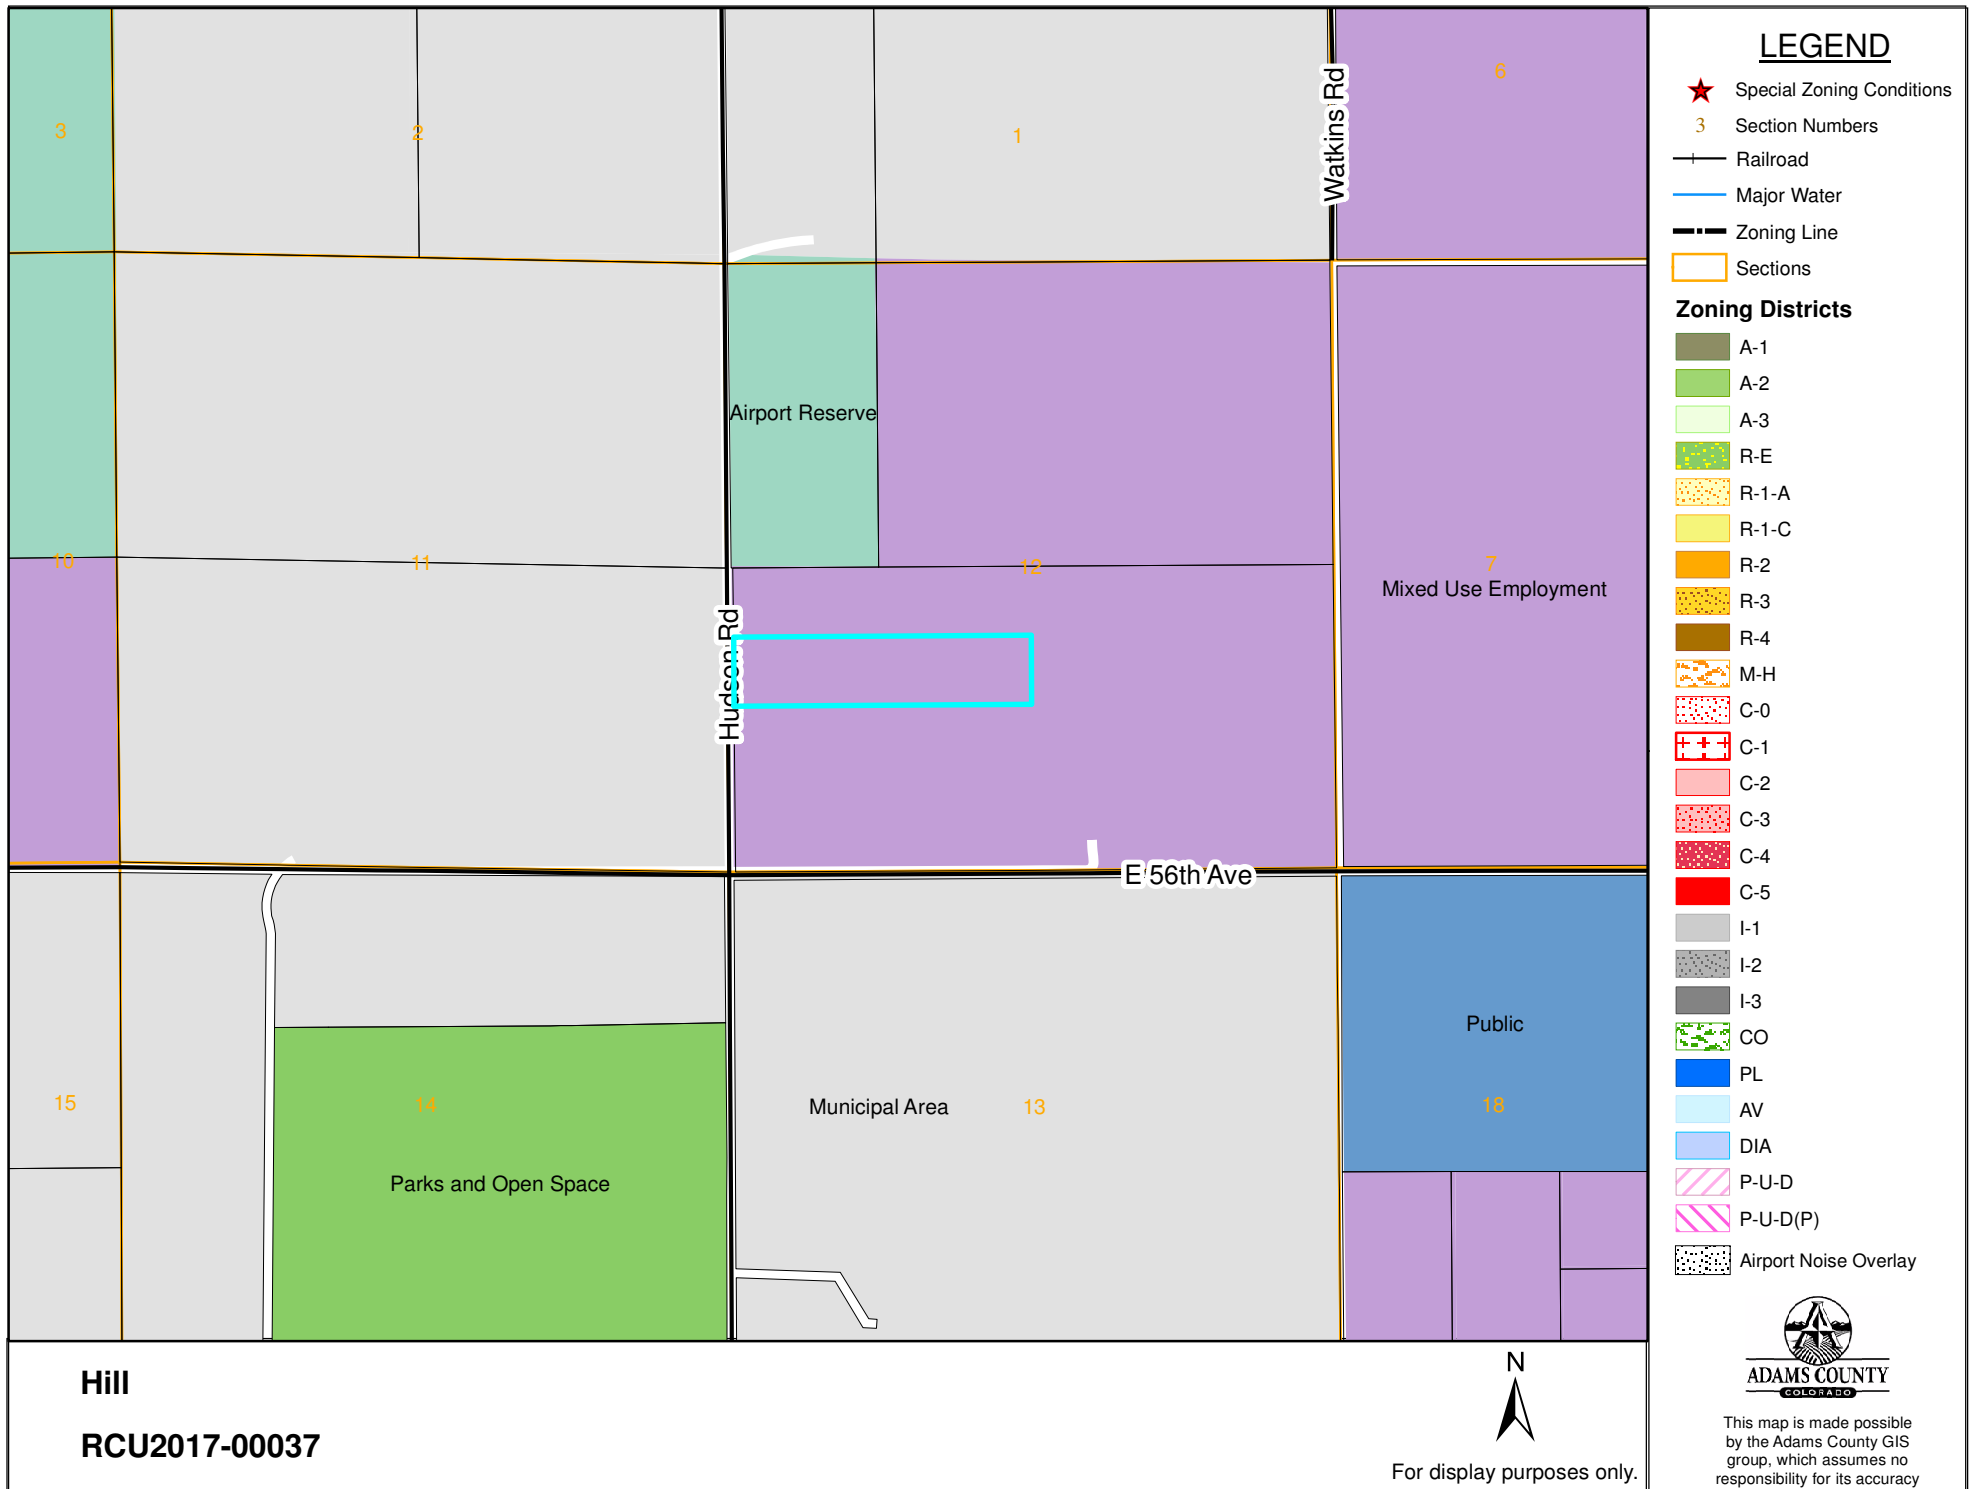 3
2
1
Watkins Rd
6
Airport Reserve
10
11
12
7
Mixed Use Employment
Hudson Rd
E 56th Ave
Public
15
14
Municipal Area
13
18
Parks and Open Space
Hill
RCU2017-00037
N
For display purposes only.
LEGEND
Special Zoning Conditions
3 Section Numbers
Railroad
Major Water
Zoning Line
Sections
Zoning Districts
A-1
A-2
A-3
R-E
R-1-A
R-1-C
R-2
R-3
R-4
M-H
C-0
C-1
C-2
C-3
C-4
C-5
I-1
I-2
I-3
CO
PL
AV
DIA
P-U-D
P-U-D(P)
Airport Noise Overlay
ADAMS COUNTY
COLORADO
This map is made possible
by the Adams County GIS
group, which assumes no
responsibility for its accuracy